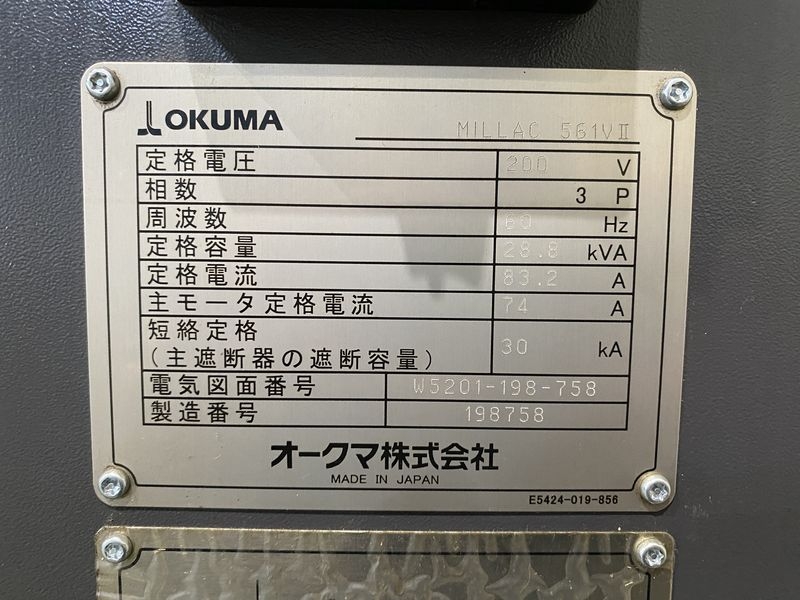 OKUMA
MILLAC 561VⅡ
定格電圧 200 V
相数 3 P
周波数 60 Hz
定格容量 28.8 kVA
定格電流 83.2 A
主モータ定格電流 74 A
短絡定格
(主遮断器の遮断容量) 30 kA
電気図面番号 W5201-198-758
製造番号 198758
オークマ株式会社
MADE IN JAPAN
E5424-019-856